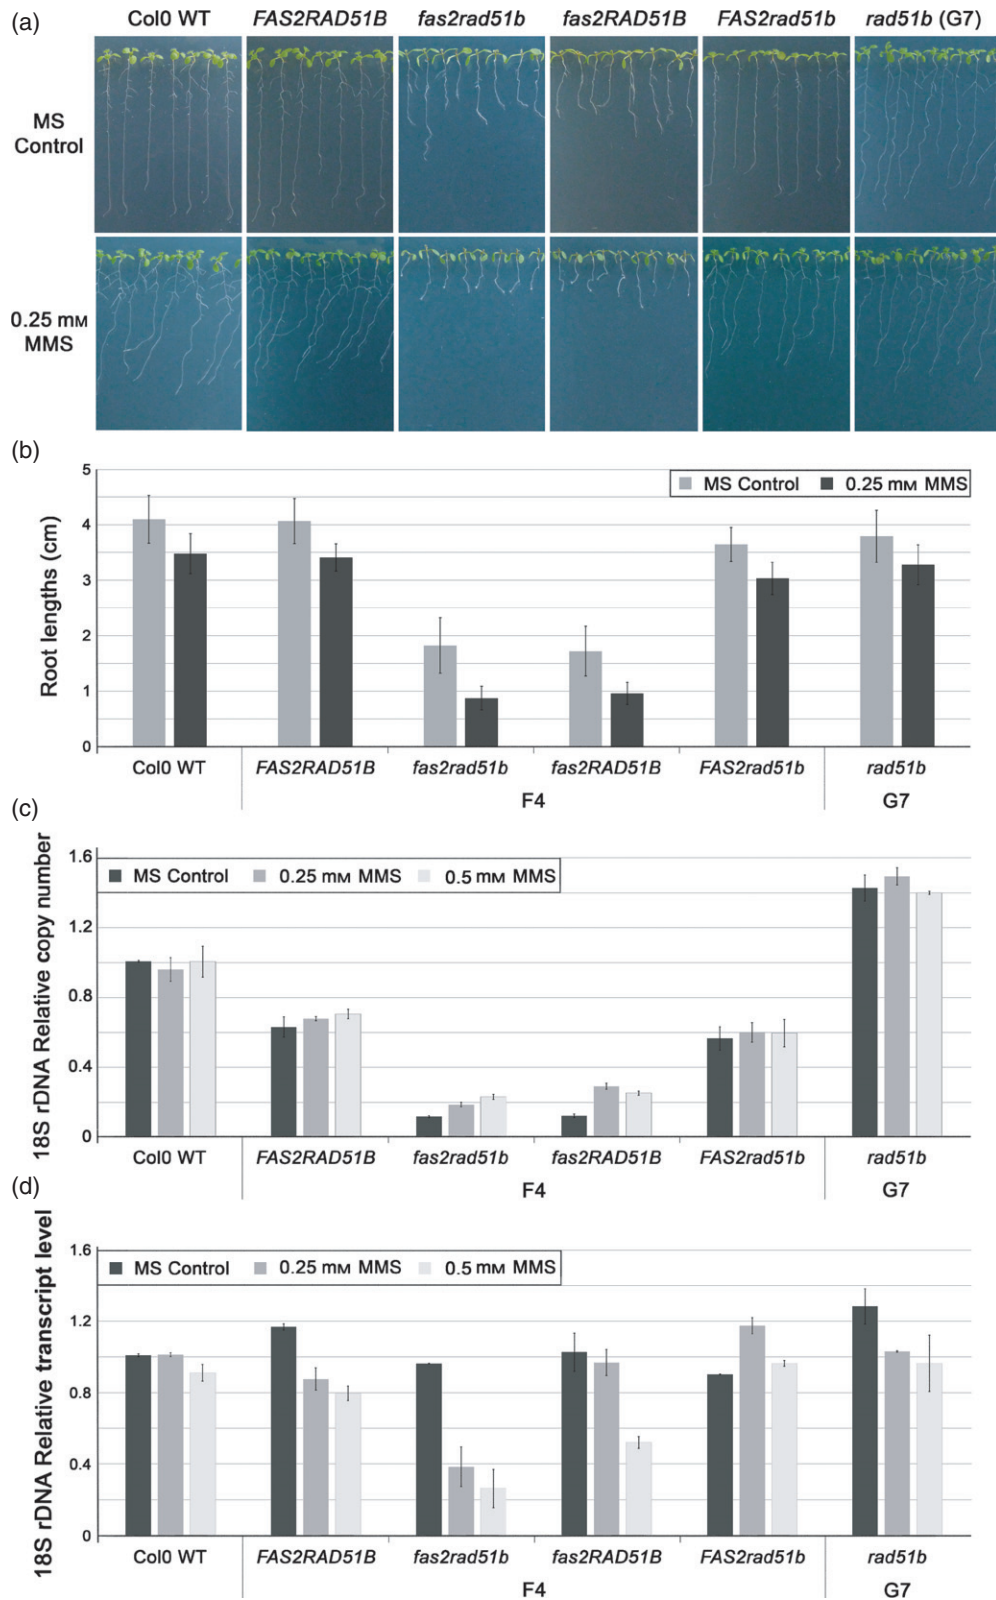 (a)
Col0 WT FAS2RAD51B fas2rad51b fas2RAD51B FAS2rad51b rad51b (G7)
MS
Control
0.25 mM
MMS
(b)
Root lengths (cm)
5
4
3
2
1
0
MS Control 0.25 mM MMS
Col0 WT FAS2RAD51B fas2rad51b fas2RAD51B FAS2rad51b rad51b
F4 G7
(c)
18S rDNA Relative copy number
1.6
1.2
0.8
0.4
0
MS Control 0.25 mM MMS 0.5 mM MMS
Col0 WT FAS2RAD51B fas2rad51b fas2RAD51B FAS2rad51b rad51b
F4 G7
(d)
18S rDNA Relative transcript level
1.6
1.2
0.8
0.4
0
MS Control 0.25 mM MMS 0.5 mM MMS
Col0 WT FAS2RAD51B fas2rad51b fas2RAD51B FAS2rad51b rad51b
F4 G7